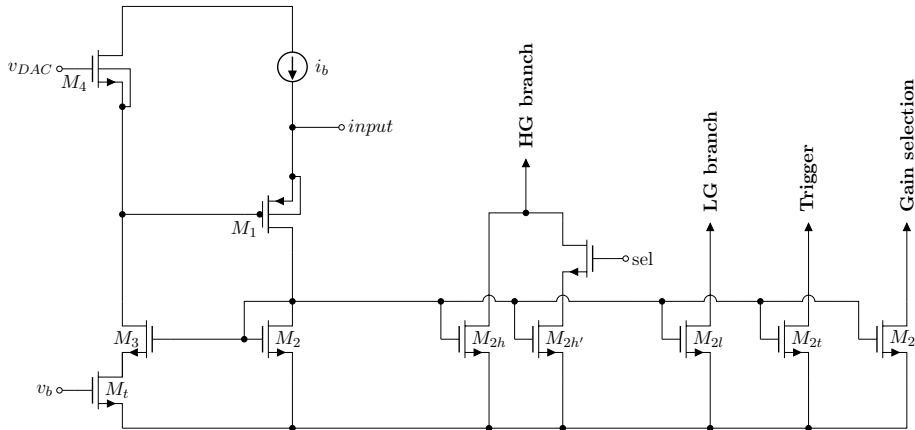 v_DAC
M_4
i_b
input
M_1
HG branch
LG branch
Trigger
Gain selection
sel
M_3
M_2
M_2h
M_2h'
M_2l
M_2t
M_2
v_b
M_t